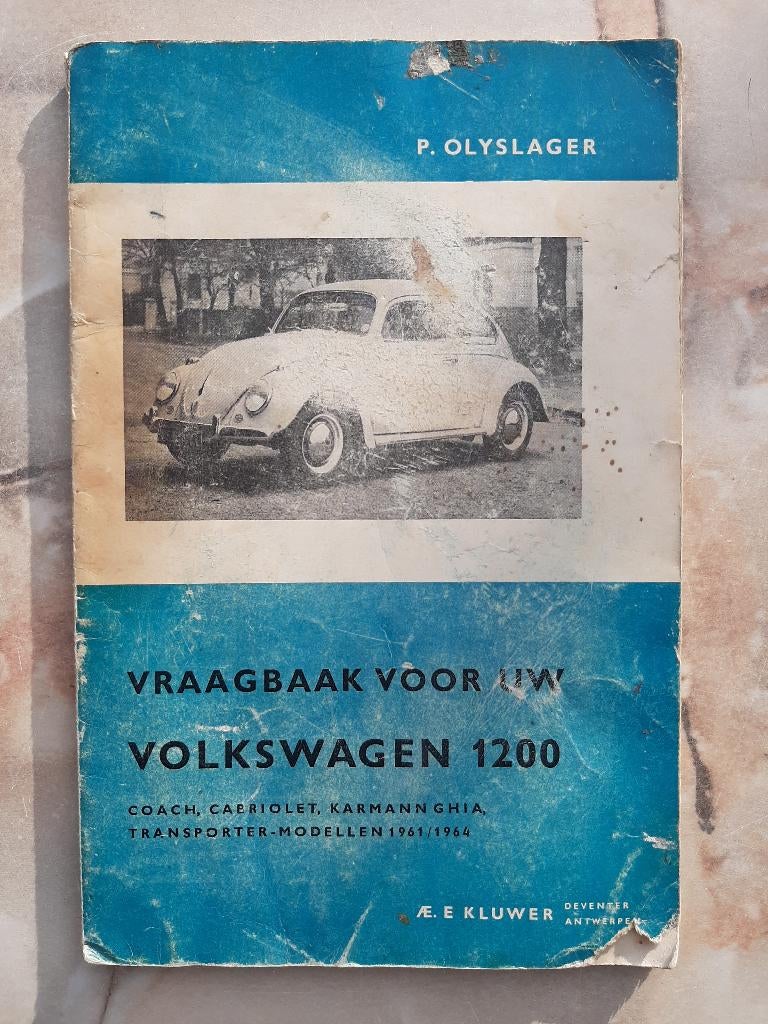 P. OLYSLAGER
VRAAGBAAK VOOR UW
VOLKSWAGEN 1200
COACH, CABRIOLET, KARMANN GHIA,
TRANSPORTER-MODELLEN 1961/1964
Æ. E KLUWER DEVENTER
ANTWERPEN